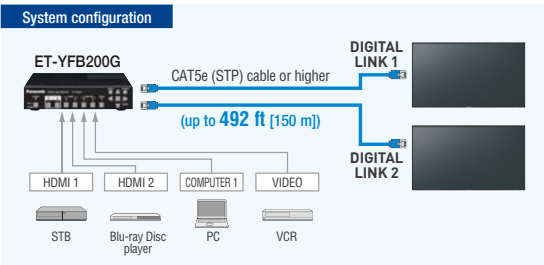 System configuration
ET-YFB200G
Panasonic
CAT5e (STP) cable or higher
(up to 492 ft [150 m])
DIGITAL
LINK 1
DIGITAL
LINK 2
HDMI 1
HDMI 2
COMPUTER 1
VIDEO
STB
Blu-ray Disc
player
PC
VCR